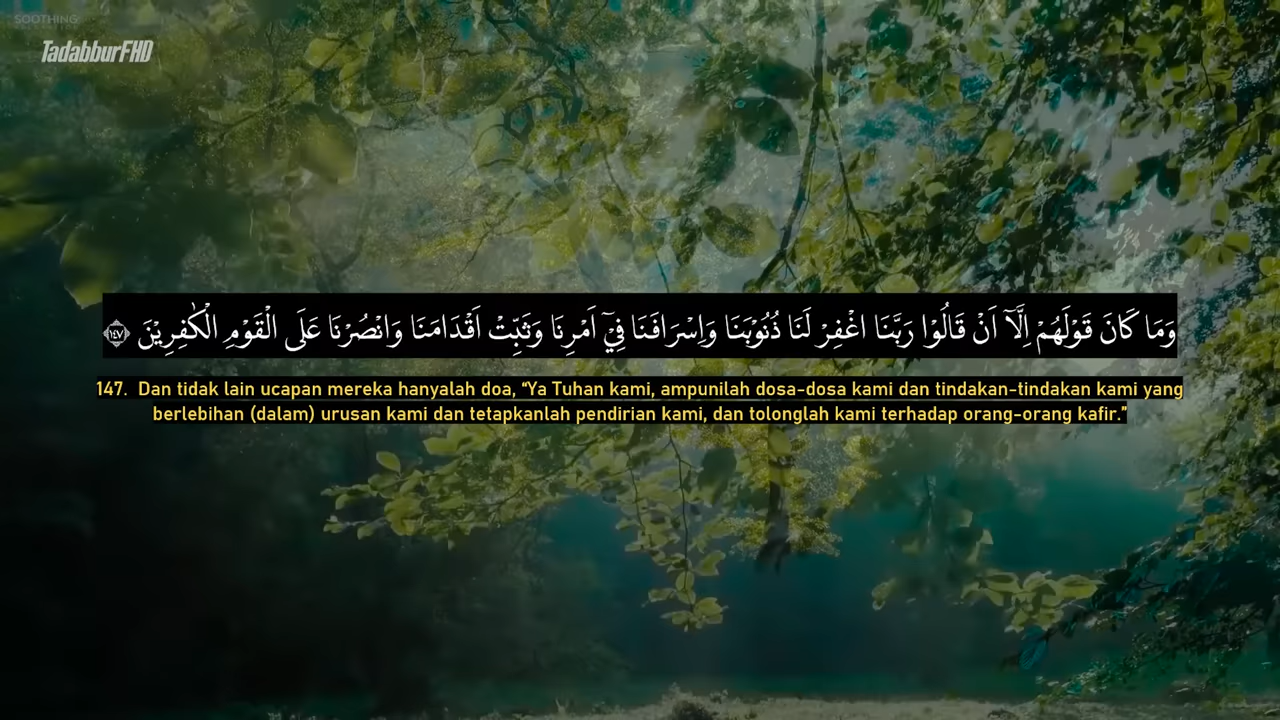 SOOTHING
TadabburFHD
وَمَا كَانَ قَوْلَهُمْ اِلَّآ اَنْ قَالُوْا رَبَّنَا اغْفِرْ لَنَا ذُنُوْبَنَا وَاِسْرَافَنَا فِيْٓ اَمْرِنَا وَثَبِّتْ اَقْدَامَنَا وَانْصُرْنَا عَلَى الْقَوْمِ الْكٰفِرِيْنَ ١٤٧
147. Dan tidak lain ucapan mereka hanyalah doa, “Ya Tuhan kami, ampunilah dosa-dosa kami dan tindakan-tindakan kami yang
berlebihan (dalam) urusan kami dan tetapkanlah pendirian kami, dan tolonglah kami terhadap orang-orang kafir.”